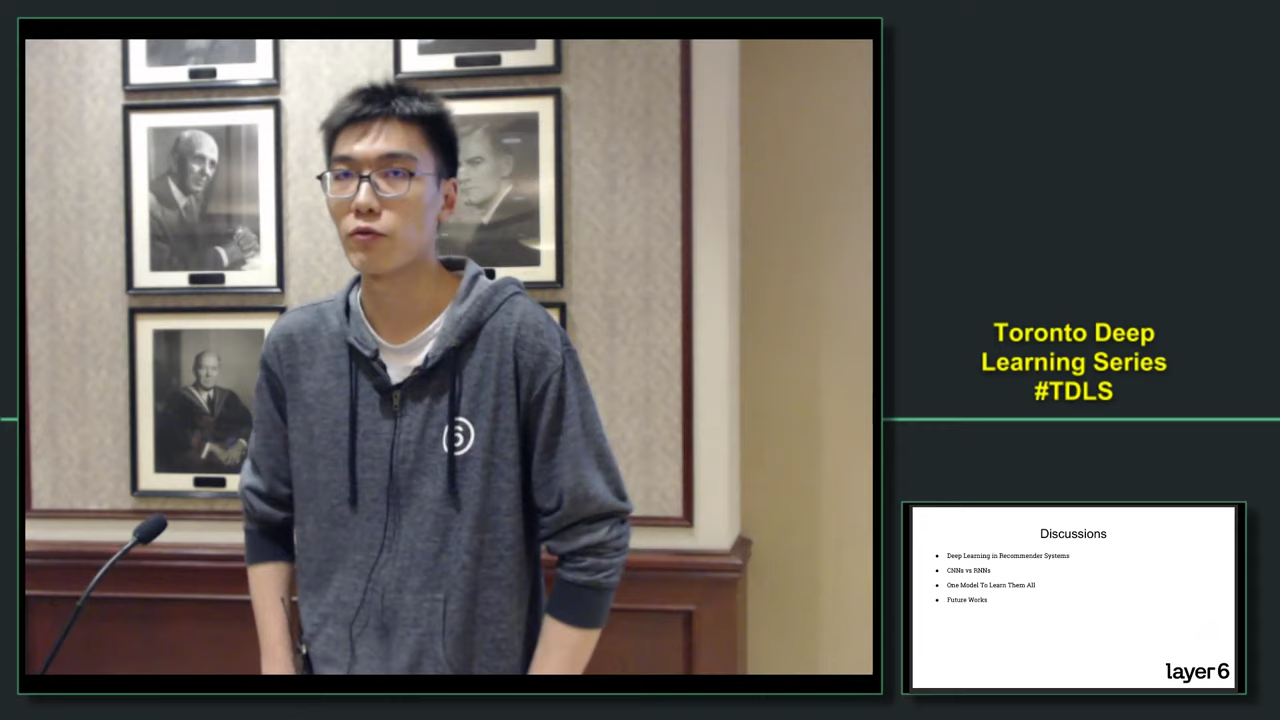 6
Toronto Deep
Learning Series
#TDLS
Discussions
● Deep Learning in Recommender Systems
● CNNs vs RNNs
● One Model To Learn Them All
● Future Works
layer6